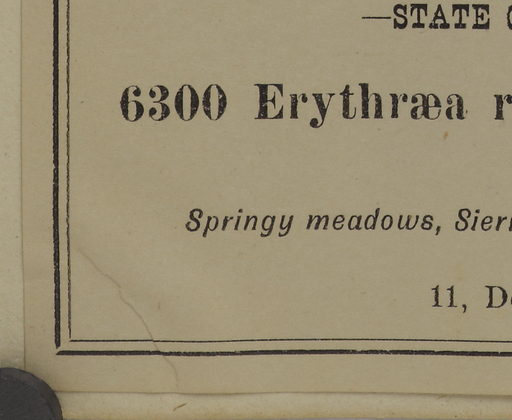 —STATE
6300 Erythræa
Springy meadows,
11,